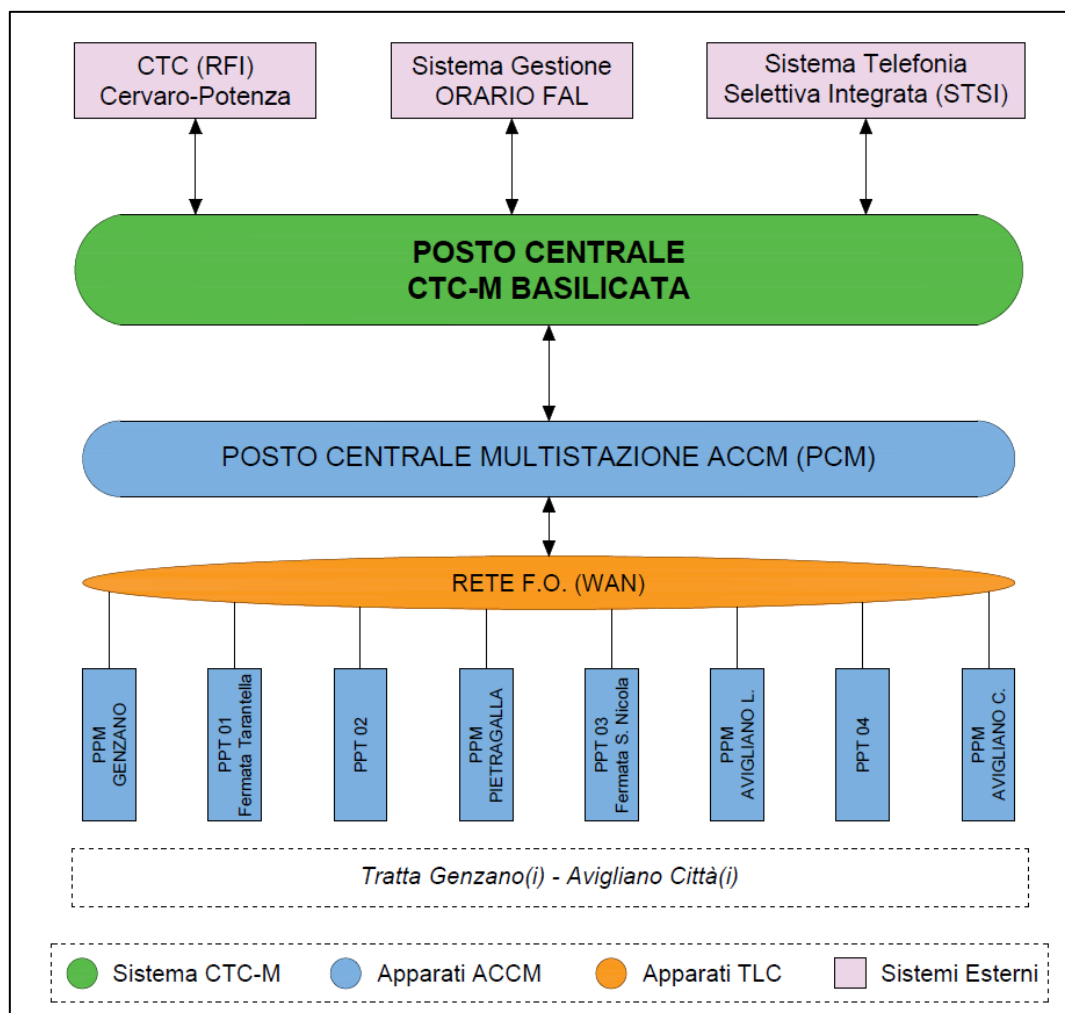 CTC (RFI)
Cervaro-Potenza
Sistema Gestione
ORARIO FAL
Sistema Telefonia
Selettiva Integrata (STSI)
POSTO CENTRALE
CTC-M BASILICATA
POSTO CENTRALE MULTISTAZIONE ACCM (PCM)
RETE F.O. (WAN)
PPM
GENZANO
PPT 01
Fermata Tarantella
PPT 02
PPM
PIETRAGALLA
PPT 03
Fermata S. Nicola
PPM
AVIGLIANO L.
PPT 04
PPM
AVIGLIANO C.
Tratta Genzano(i) - Avigliano Città(i)
Sistema CTC-M
Apparati ACCM
Apparati TLC
Sistemi Esterni